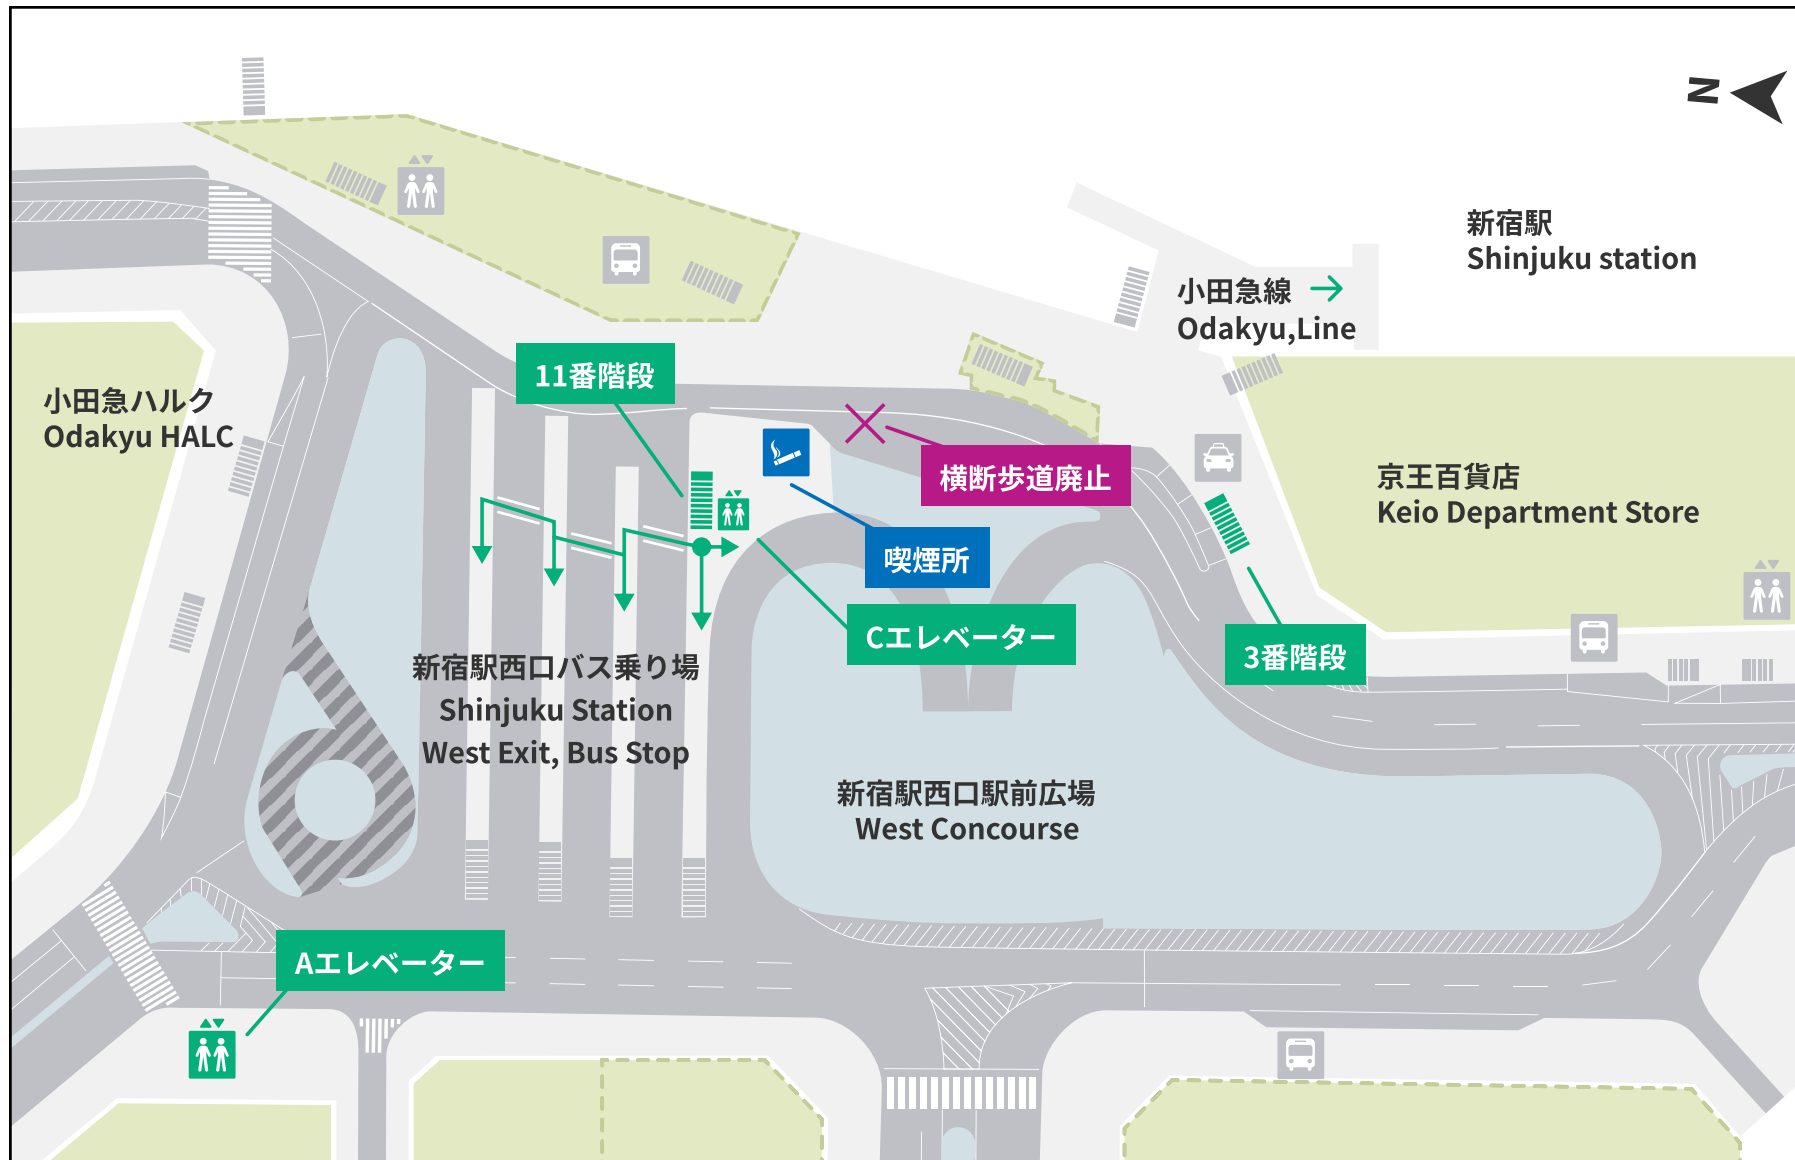 N
新宿駅
Shinjuku station
小田急線
Odakyu,Line
11番階段
小田急ハルク
Odakyu HALC
横断歩道廃止
京王百貨店
Keio Department Store
喫煙所
Cエレベーター
3番階段
新宿駅西口バス乗り場
Shinjuku Station
West Exit, Bus Stop
新宿駅西口駅前広場
West Concourse
Aエレベーター